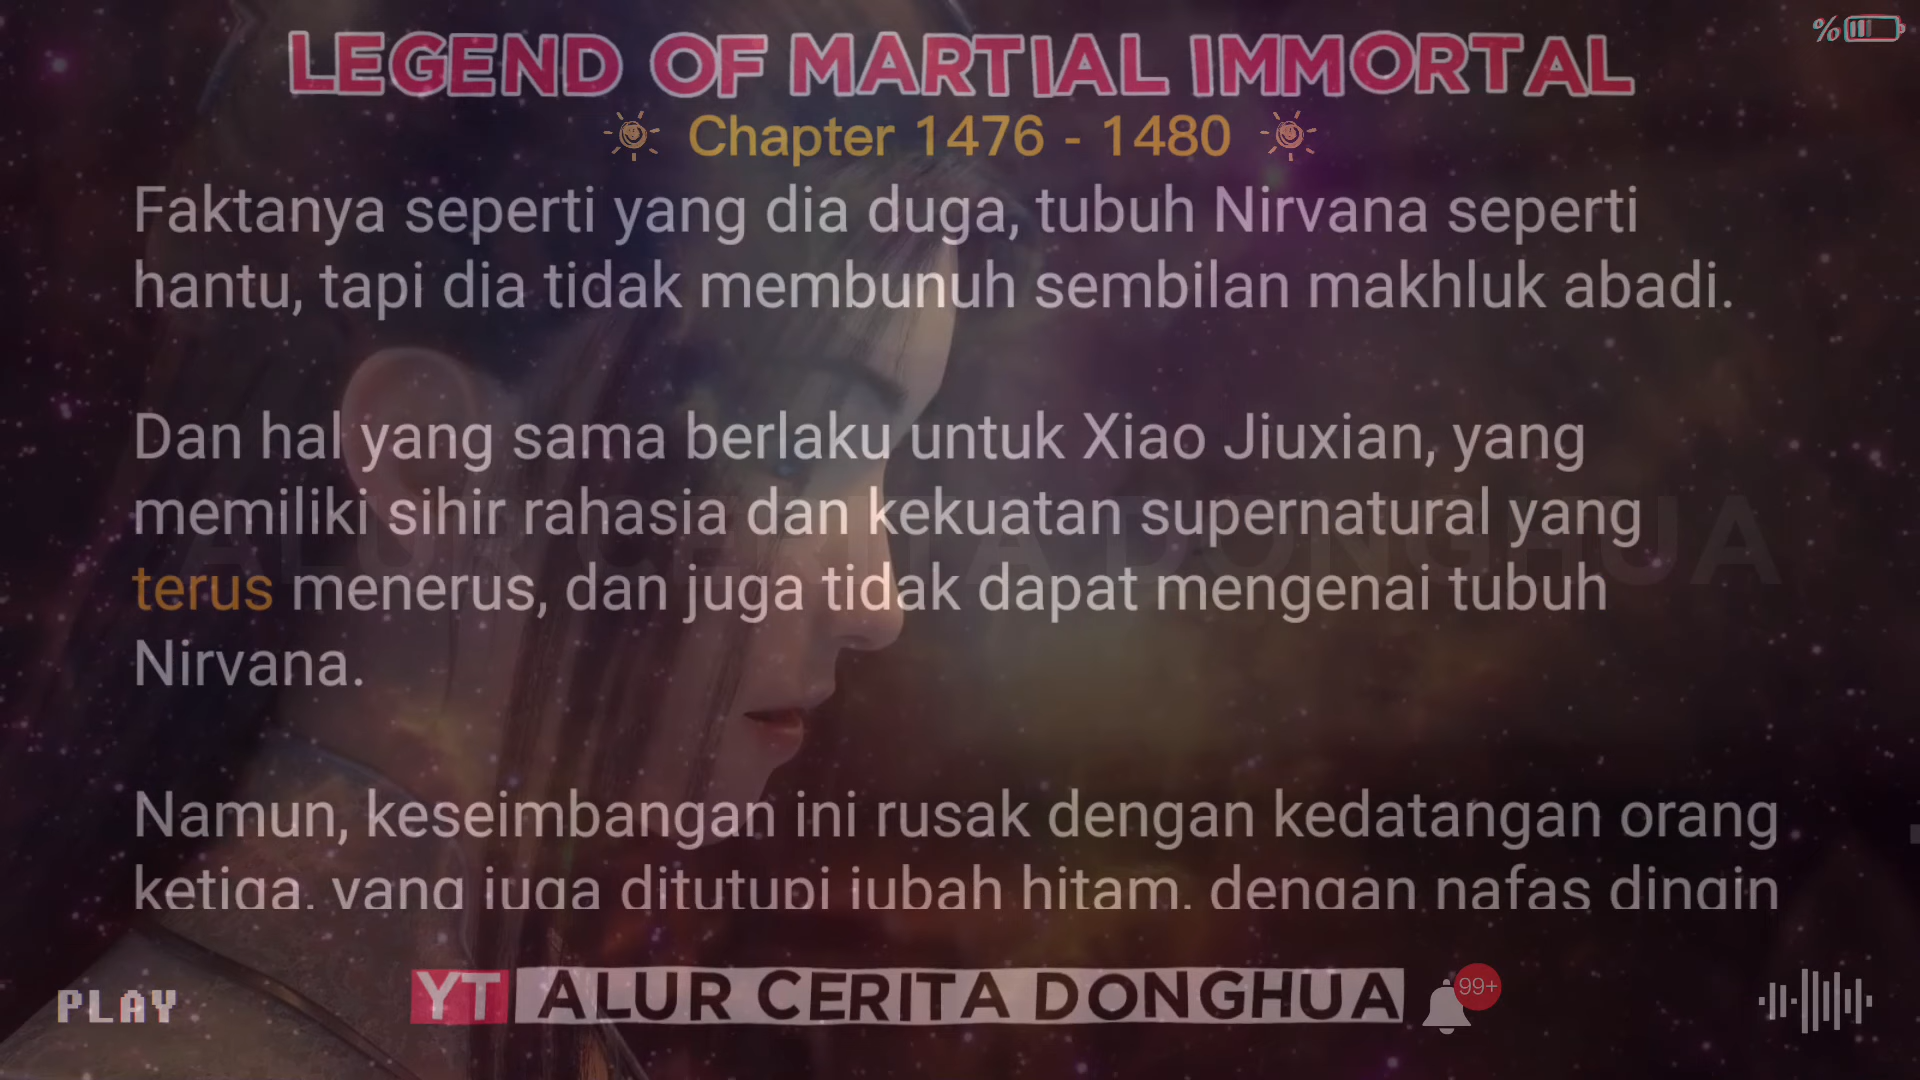 LEGEND OF MARTIAL IMMORTAL
%
Chapter 1476 - 1480
Faktanya seperti yang dia duga, tubuh Nirvana seperti
hantu, tapi dia tidak membunuh sembilan makhluk abadi.
Dan hal yang sama berlaku untuk Xiao Jiuxian, yang
memiliki sihir rahasia dan kekuatan supernatural yang
terus menerus, dan juga tidak dapat mengenai tubuh
Nirvana.
ALUR CERITA DONGHUA
Namun, keseimbangan ini rusak dengan kedatangan orang
ketiga, yang juga ditutupi jubah hitam, dengan nafas dingin
PLAY
YT ALUR CERITA DONGHUA
99+